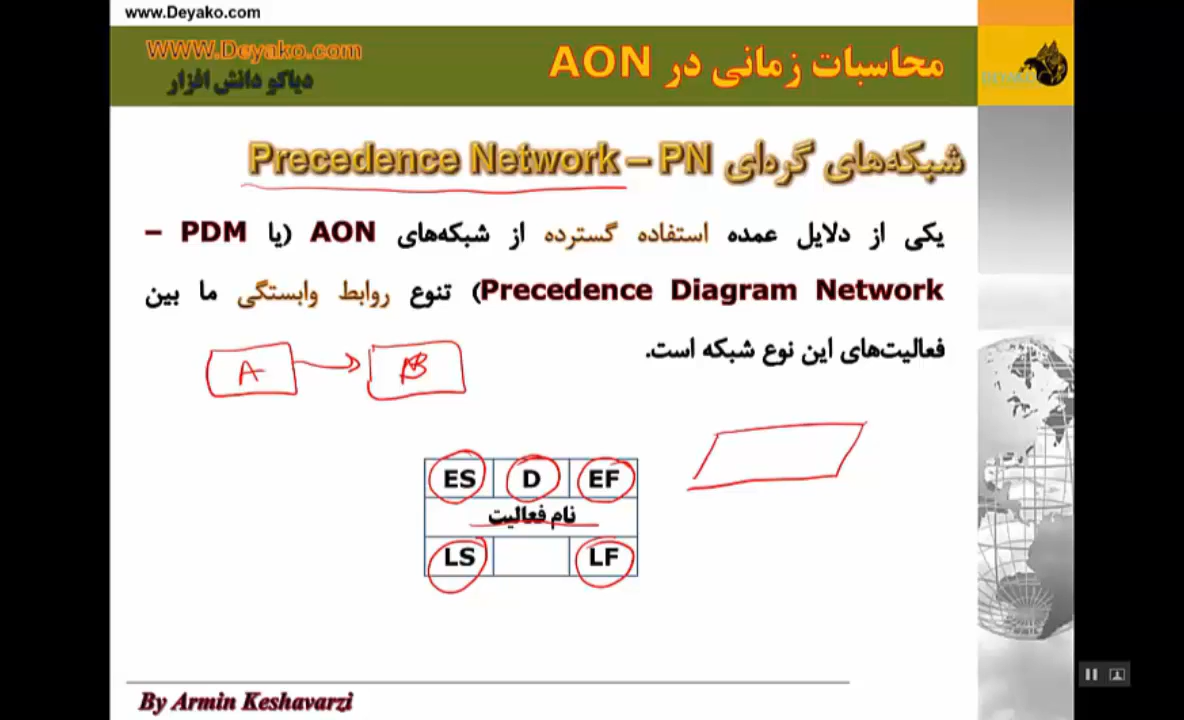 www.Deyako.com
WWW.Deyako.com
دیاکو دانش افزار
محاسبات زمانی در AON
DEYAKO
شبکه‌های گره‌ای Precedence Network – PN
یکی از دلایل عمده استفاده گسترده از شبکه‌های AON (یا PDM –
Precedence Diagram Network) تنوع روابط وابستگی ما بین
فعالیت‌های این نوع شبکه است.
A B
ES D EF
نام فعالیت
LS LF
By Armin Keshavarzi